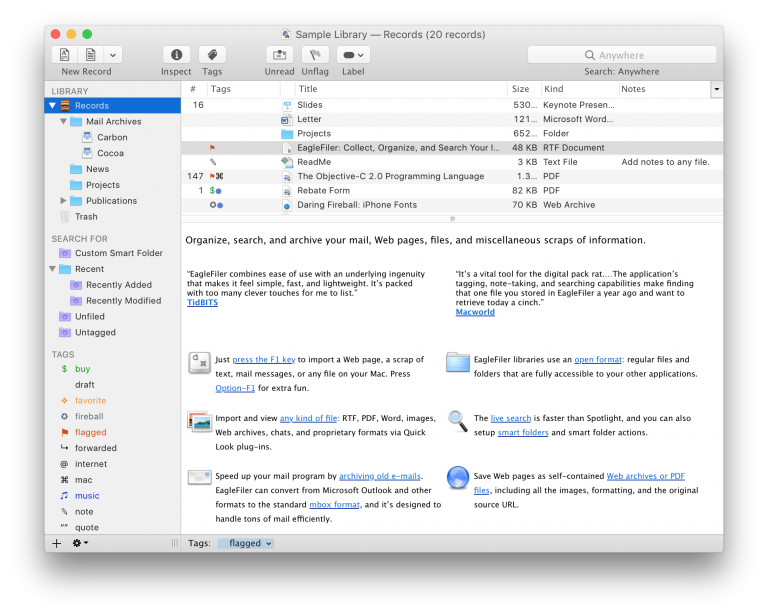 Sample Library — Records (20 records)
New Record
Inspect
Tags
Unread
Unflag
Label
Anywhere
Search: Anywhere
LIBRARY
Records
Mail Archives
Carbon
Cocoa
News
Projects
Publications
Trash
SEARCH FOR
Custom Smart Folder
Recent
Recently Added
Recently Modified
Unfiled
Untagged
TAGS
$ buy
draft
favorite
fireball
flagged
forwarded
@ internet
⌘ mac
music
note
"" quote
# Tags Title Size Kind Notes
16 Slides 530... Keynote Presen...
Letter 121... Microsoft Word...
Projects 652... Folder
EagleFiler: Collect, Organize, and Search Your I... 48 KB RTF Document
ReadMe 3 KB Text File Add notes to any file.
147 ⌘ The Objective-C 2.0 Programming Language 1.3... PDF
1 $ Rebate Form 82 KB PDF
Daring Fireball: iPhone Fonts 70 KB Web Archive
Organize, search, and archive your mail, Web pages, files, and miscellaneous scraps of information.
"EagleFiler combines ease of use with an underlying ingenuity
that makes it feel simple, fast, and lightweight. It's packed
with too many clever touches for me to list."
TidBITS
"It's a vital tool for the digital pack rat....The application's
tagging, note-taking, and searching capabilities make finding
that one file you stored in EagleFiler a year ago and want to
retrieve today a cinch."
Macworld
Just press the F1 key to import a Web page, a scrap of
text, mail messages, or any file on your Mac. Press
Option-F1 for extra fun.
EagleFiler libraries use an open format: regular files and
folders that are fully accessible to your other applications.
Import and view any kind of file: RTF, PDF, Word, images,
Web archives, chats, and proprietary formats via Quick
Look plug-ins.
The live search is faster than Spotlight, and you can also
setup smart folders and smart folder actions.
Speed up your mail program by archiving old e-mails.
EagleFiler can convert from Microsoft Outlook and other
formats to the standard mbox format, and it's designed to
handle tons of mail efficiently.
Save Web pages as self-contained Web archives or PDF
files, including all the images, formatting, and the original
source URL.
Tags: flagged